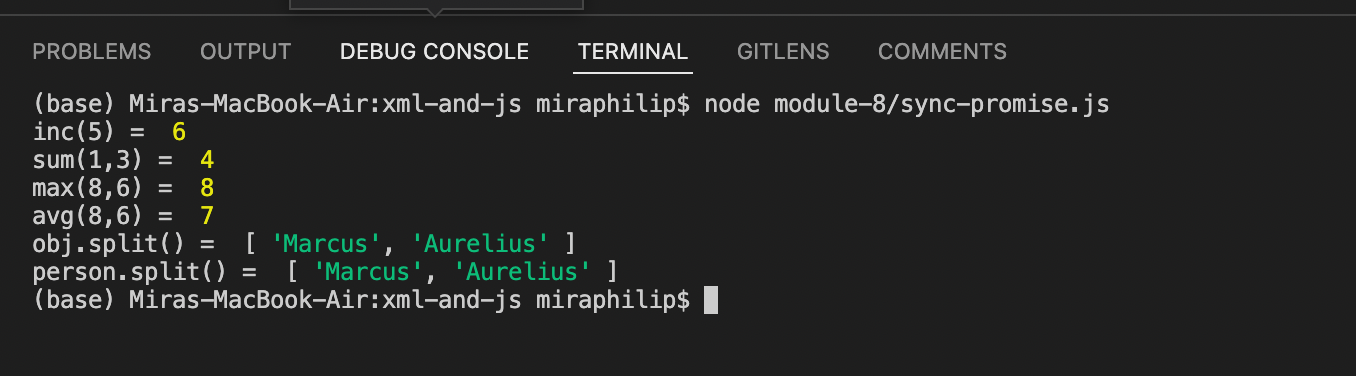 PROBLEMS OUTPUT DEBUG CONSOLE TERMINAL GITLENS COMMENTS
(base) Miras-MacBook-Air:xml-and-js miraphilip$ node module-8/sync-promise.js
inc(5) =  6
sum(1,3) =  4
max(8,6) =  8
avg(8,6) =  7
obj.split() =  [ 'Marcus', 'Aurelius' ]
person.split() =  [ 'Marcus', 'Aurelius' ]
(base) Miras-MacBook-Air:xml-and-js miraphilip$